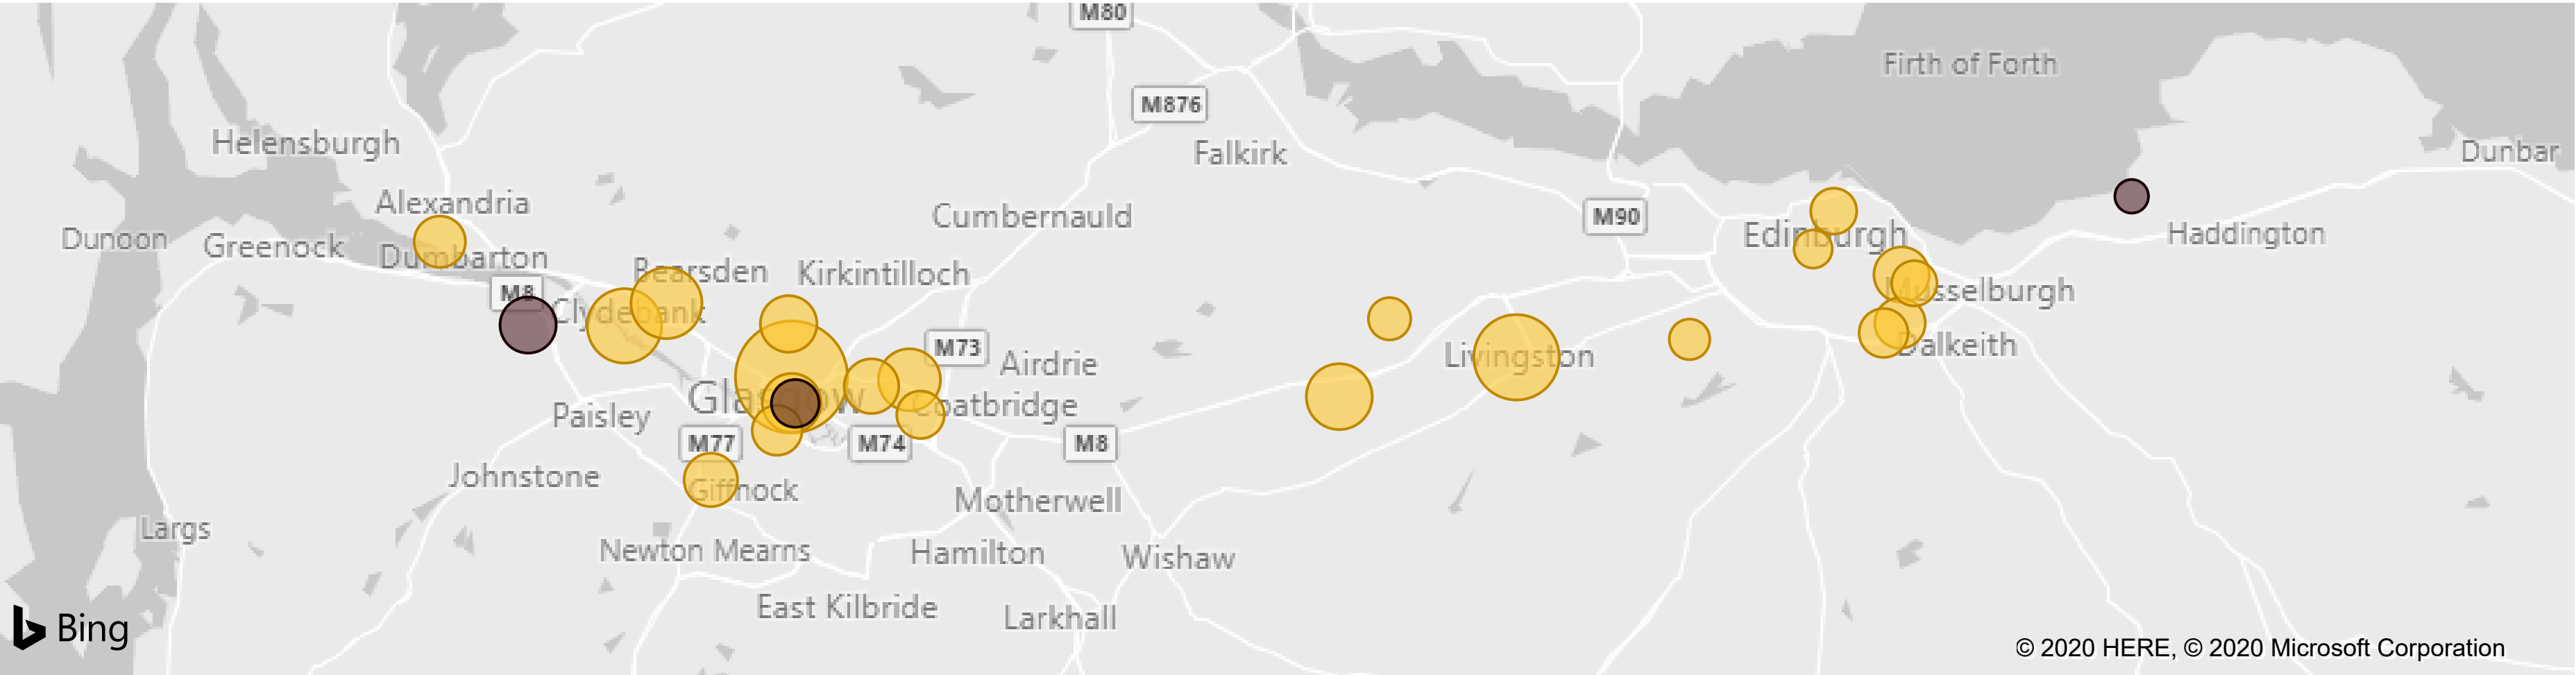 M80
Firth of Forth
M876
Helensburgh
Falkirk
Dunbar
Alexandria
Cumbernauld
M90
Dunoon
Greenock
Dumbarton
Edinburgh
Haddington
Bearsden
Kirkintilloch
M8
Clydebank
Musselburgh
M73
Airdrie
Livingston
Dalkeith
Glasgow
Coatbridge
Paisley
M77
M74
M8
Johnstone
Giffnock
Motherwell
Largs
Newton Mearns
Hamilton
Wishaw
East Kilbride
Larkhall
Bing
© 2020 HERE, © 2020 Microsoft Corporation